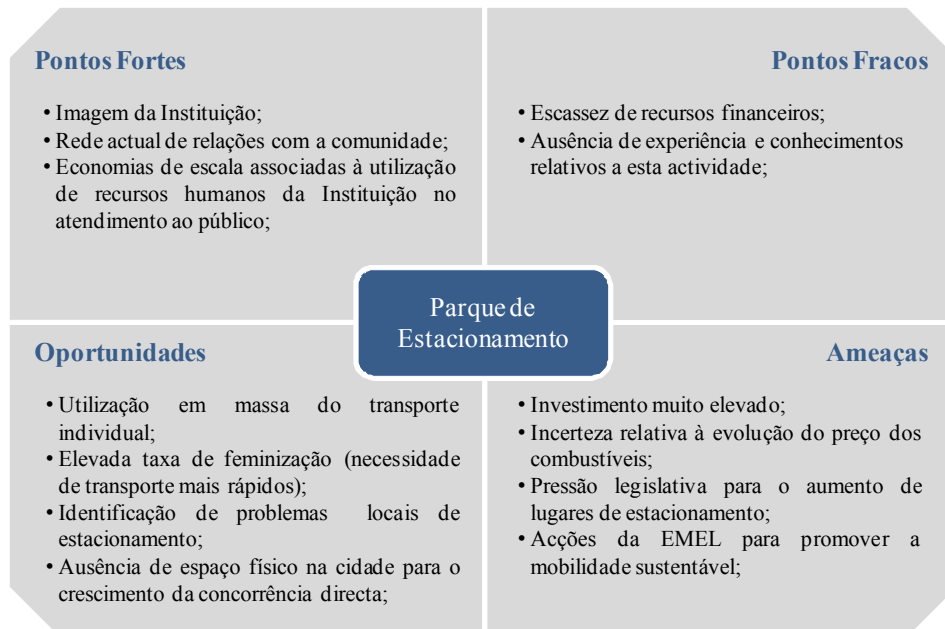 Pontos Fortes
• Imagem da Instituição;
• Rede actual de relações com a comunidade;
• Economias de escala associadas à utilização
de recursos humanos da Instituição no
atendimento ao público;
Pontos Fracos
• Escassez de recursos financeiros;
• Ausência de experiência e conhecimentos
relativos a esta actividade;
Parque de
Estacionamento
Oportunidades
• Utilização em massa do transporte
individual;
• Elevada taxa de feminização (necessidade
de transporte mais rápidos);
• Identificação de problemas locais de
estacionamento;
• Ausência de espaço físico na cidade para o
crescimento da concorrência directa;
Ameaças
• Investimento muito elevado;
• Incerteza relativa à evolução do preço dos
combustíveis;
• Pressão legislativa para o aumento de
lugares de estacionamento;
• Acções da EMEL para promover a
mobilidade sustentável;